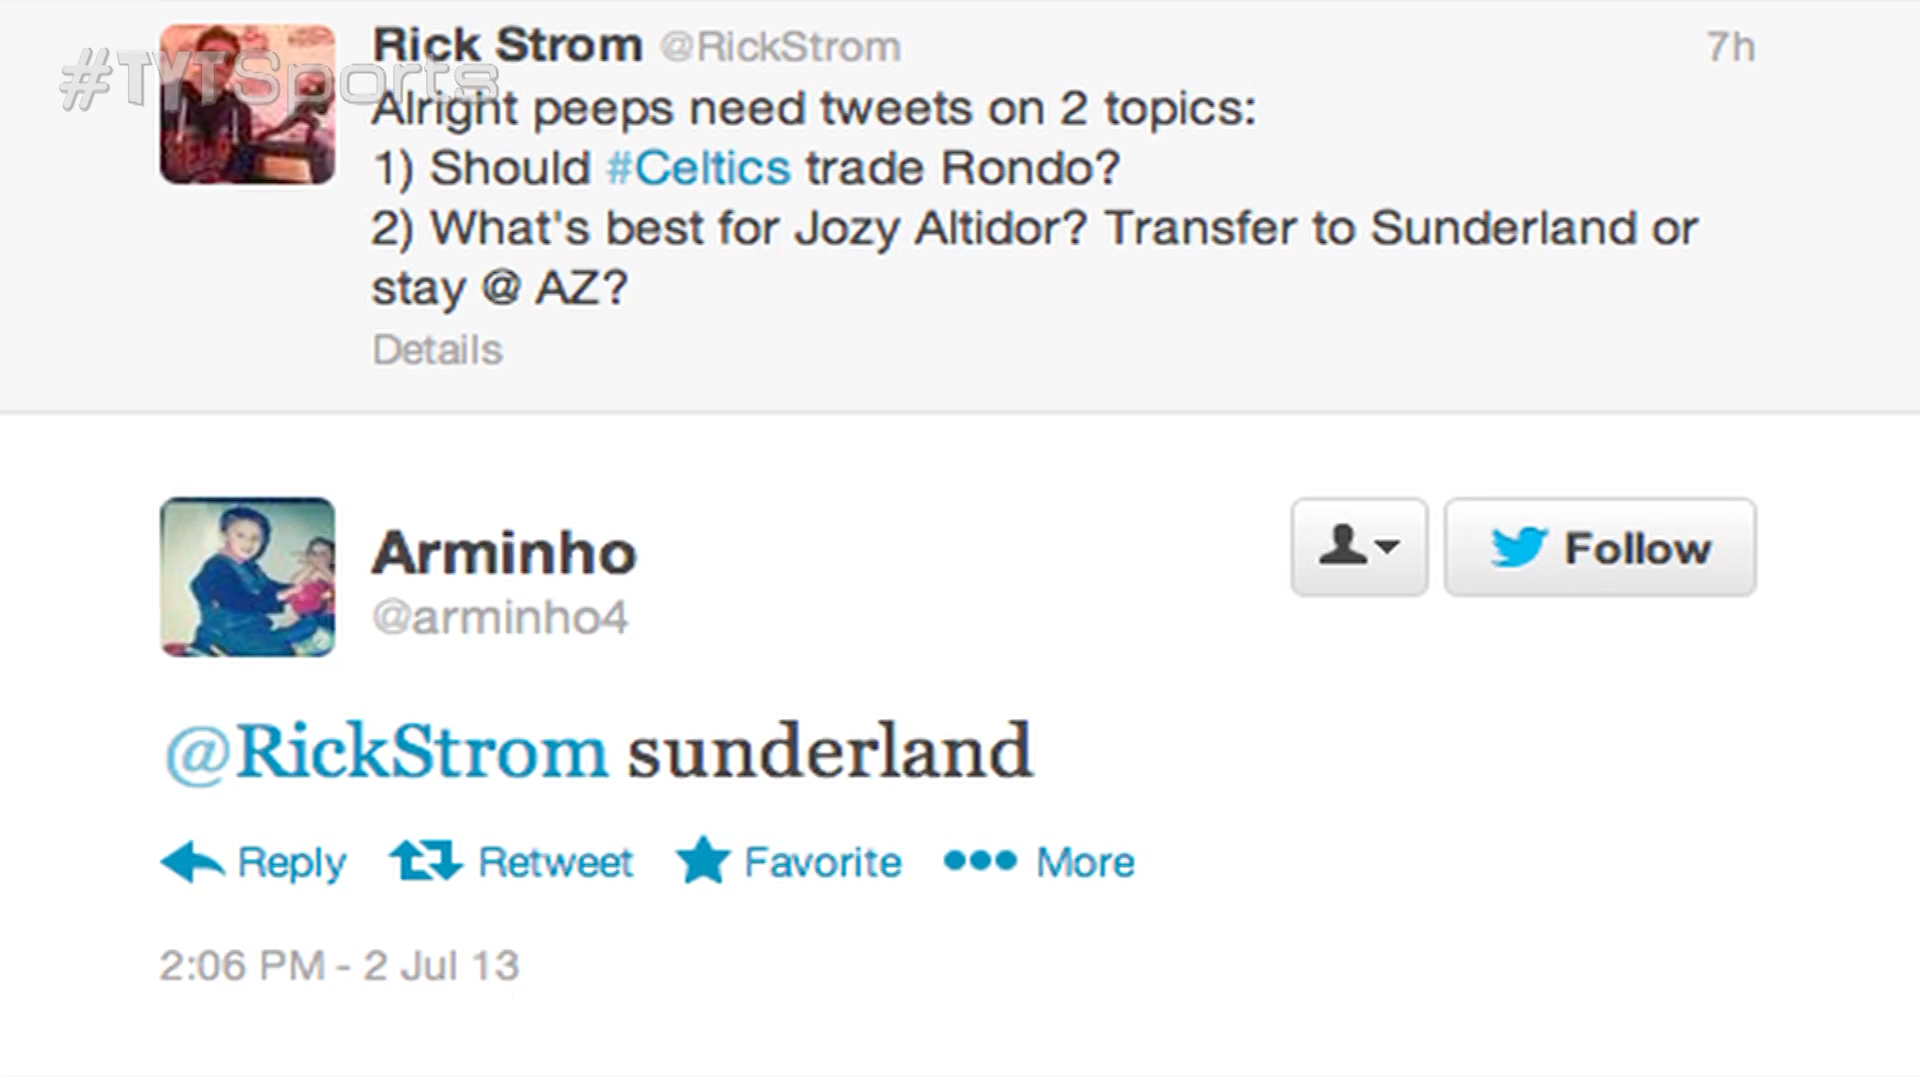 #TYTSports
Rick Strom @RickStrom 7h
Alright peeps need tweets on 2 topics:
1) Should #Celtics trade Rondo?
2) What's best for Jozy Altidor? Transfer to Sunderland or
stay @ AZ?
Details
Arminho
@arminho4
Follow
@RickStrom sunderland
Reply Retweet Favorite More
2:06 PM - 2 Jul 13